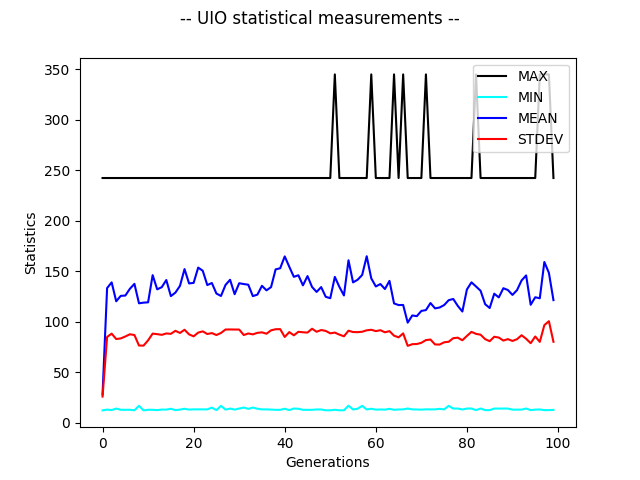 -- UIO statistical measurements --
350
300
250
200
150
100
50
0
Statistics
MAX
MIN
MEAN
STDEV
0 20 40 60 80 100
Generations